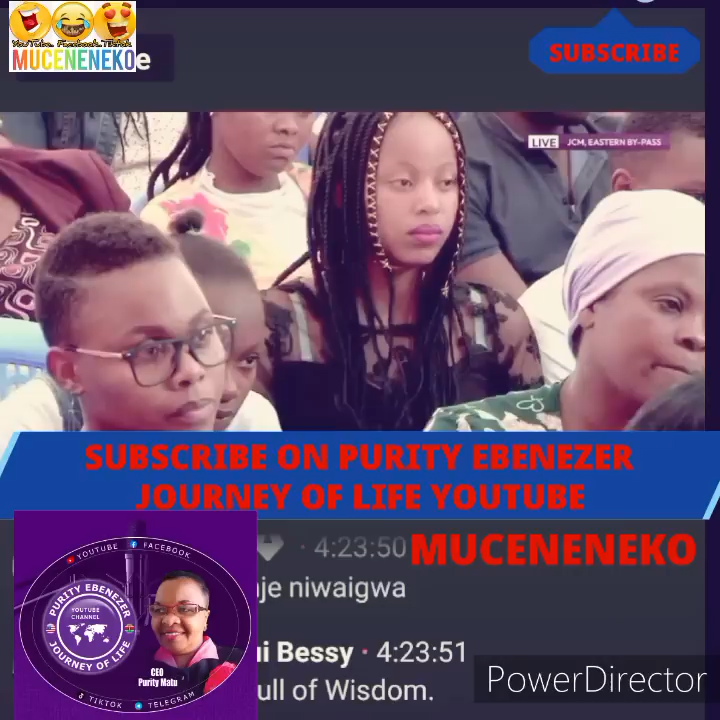 YouTube. Facebook. Tiktok
MUCENENEKO
e
SUBSCRIBE
LIVE JCM, EASTERN BY-PASS
SUBSCRIBE ON PURITY EBENEZER
JOURNEY OF LIFE YOUTUBE
· 4:23:50
MUCENENEKO
je niwaigwa
ui Bessy · 4:23:51
ull of Wisdom.
PowerDirector
YOUTUBE FACEBOOK
PURITY EBENEZER
YOUTUBE
CHANNEL
JOURNEY OF LIFE
CEO
Purity Matu
TIKTOK TELEGRAM